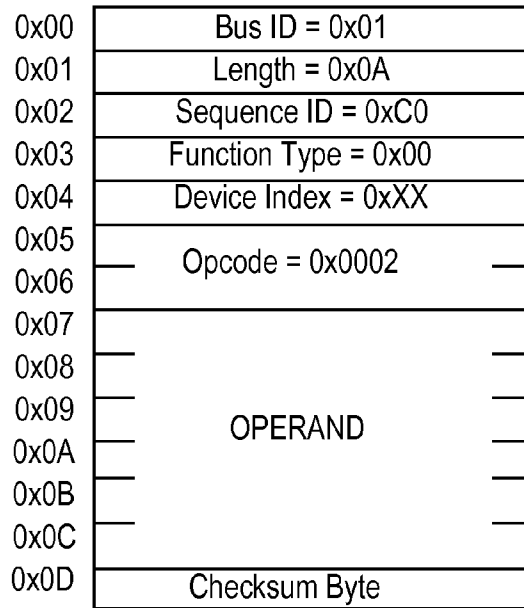 0x00 Bus ID = 0x01
0x01 Length = 0x0A
0x02 Sequence ID = 0xC0
0x03 Function Type = 0x00
0x04 Device Index = 0xXX
0x05
Opcode = 0x0002
0x06
0x07
0x08
0x09
OPERAND
0x0A
0x0B
0x0C
0x0D Checksum Byte